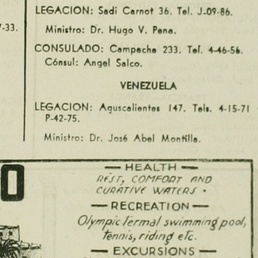 LEGACION: Sadi Carnot 36. Tel. J-09-86.
7-33.
Ministro: Dr. Hugo V. Pena.
CONSULADO: Campeche 233. Tel. 4-46-56.
Cónsul: Angel Salco.
VENEZUELA
LEGACION: Aguscalientes 147. Tels. 4-15-71
P-42-75.
Ministro: Dr. José Abel Montilla.
O
HEALTH
REST, COMFORT AND
CURATIVE WATERS.
RECREATION
Olympic termal swimming pool,
tennis, riding etc.
EXCURSIONS